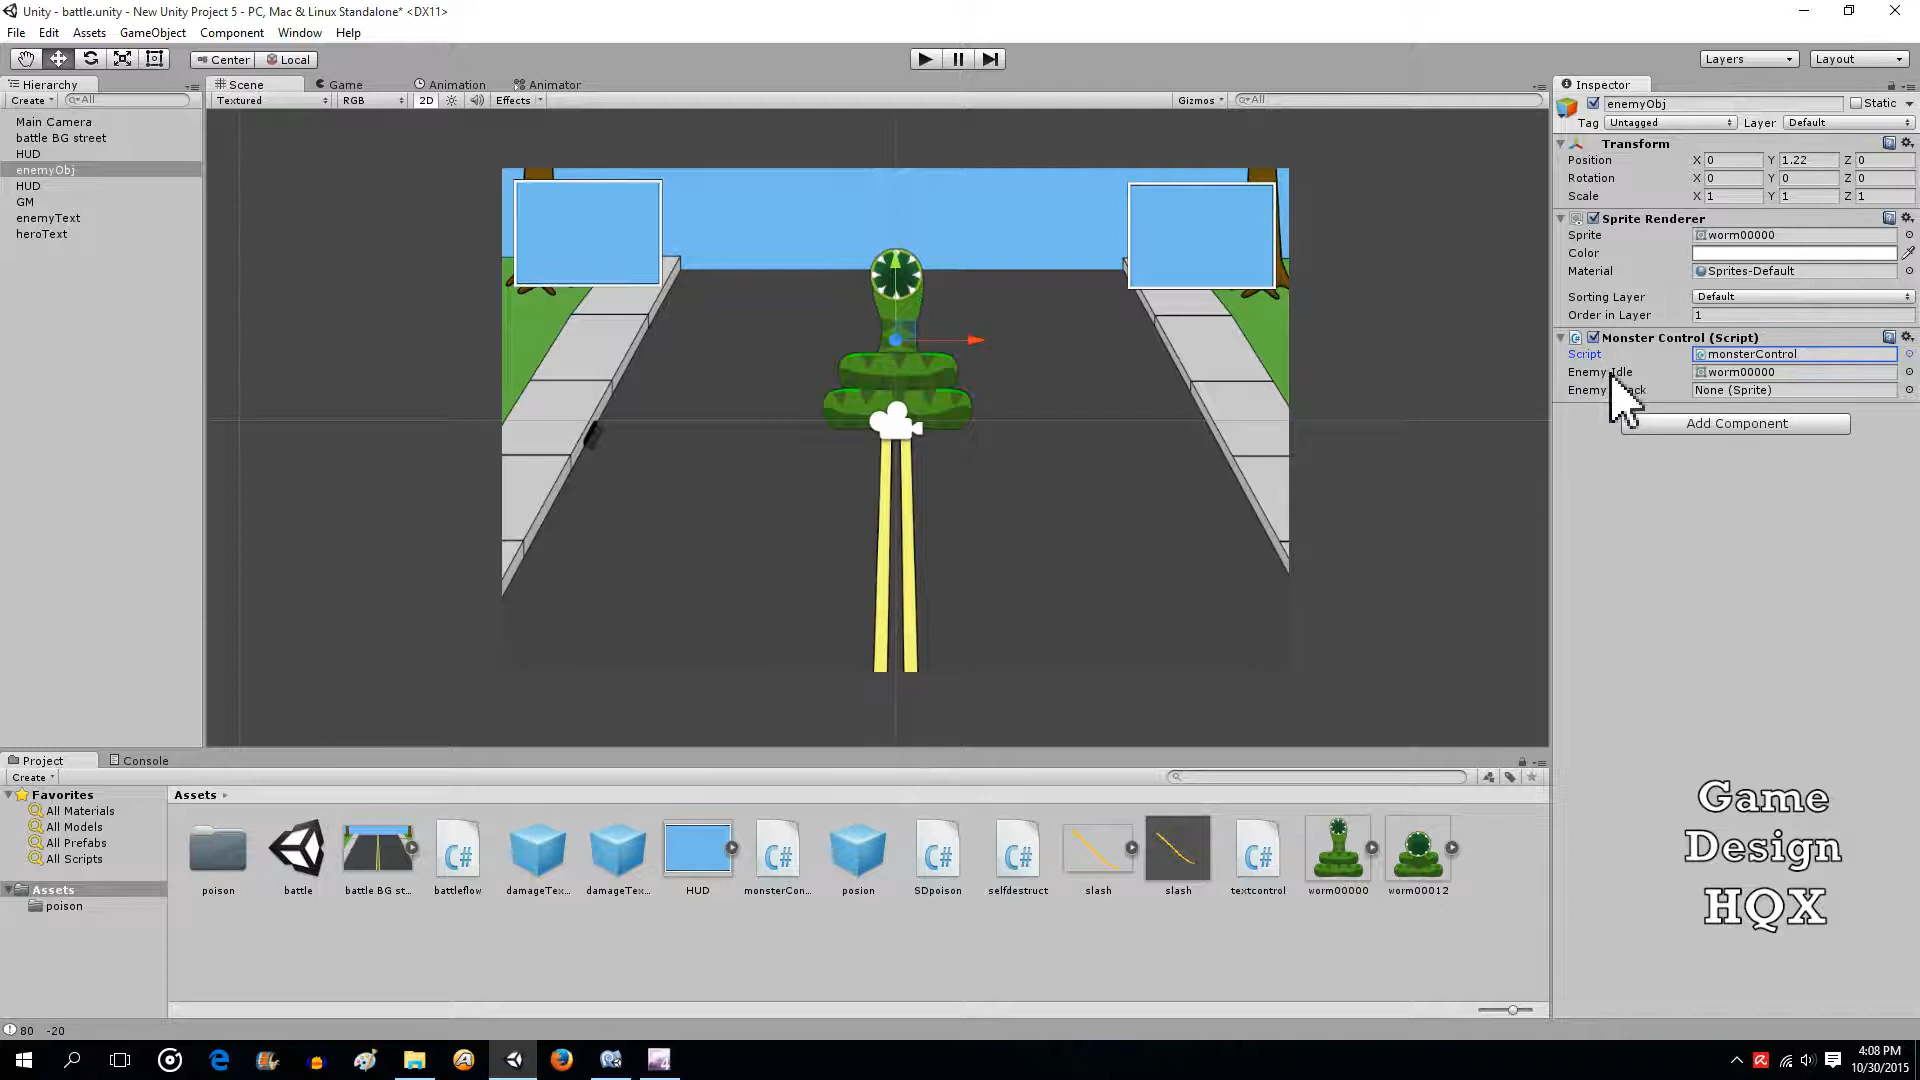 Unity - battle.unity - New Unity Project 5 - PC, Mac & Linux Standalone* <DX11>
File Edit Assets GameObject Component Window Help
Center Local
Layers Layout
Hierarchy
Create All
Main Camera
battle BG street
HUD
enemyObj
HUD
GM
enemyText
heroText
Scene Game Animation Animator
Textured RGB 2D Effects Gizmos All
Inspector
enemyObj Static
Tag Untagged Layer Default
Transform
Position X 0 Y 1.22 Z 0
Rotation X 0 Y 0 Z 0
Scale X 1 Y 1 Z 1
Sprite Renderer
Sprite worm00000
Color
Material Sprites-Default
Sorting Layer Default
Order in Layer 1
Monster Control (Script)
Script monsterControl
Enemy Idle worm00000
Enemy None (Sprite)
Add Component
Project Console
Create
Favorites
All Materials
All Models
All Prefabs
All Scripts
Assets
poison
Assets
poison battle battle BG st... battleflow damageTex... damageTex... HUD monsterCon... posion SDpoison selfdestruct slash slash textcontrol worm00000 worm00012
Game
Design
HQX
80 -20
4:08 PM
10/30/2015